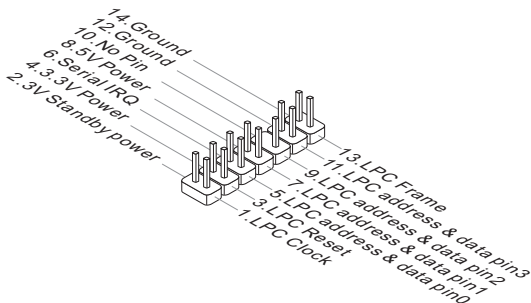 14.Ground
12.Ground
10.No Pin
8.5V Power
6.Serial IRQ
4.3.3V Power
2.3V Standby power
13.LPC Frame
11.LPC address & data pin3
9.LPC address & data pin2
7.LPC address & data pin1
5.LPC address & data pin0
3.LPC Reset
1.LPC Clock